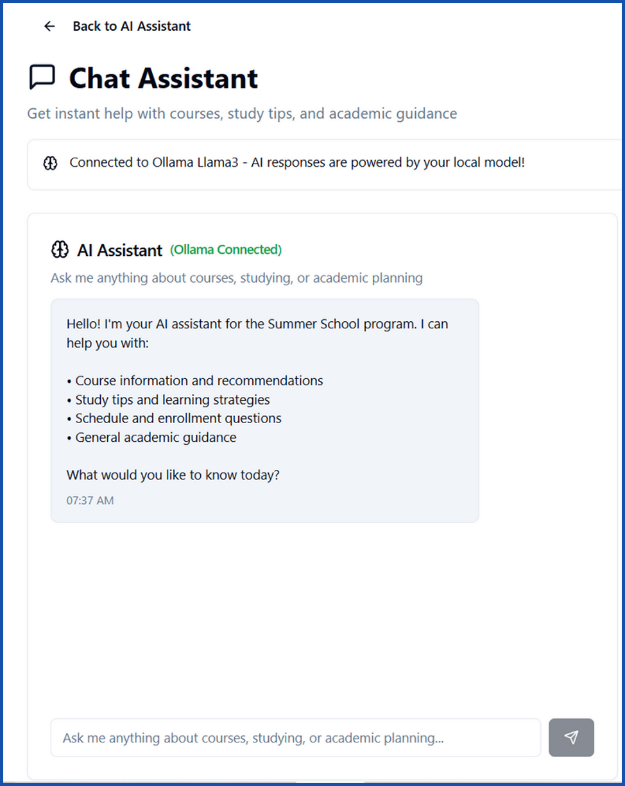 Back to AI Assistant
Chat Assistant
Get instant help with courses, study tips, and academic guidance
Connected to Ollama Llama3 - AI responses are powered by your local model!
AI Assistant (Ollama Connected)
Ask me anything about courses, studying, or academic planning
Hello! I'm your AI assistant for the Summer School program. I can
help you with:
• Course information and recommendations
• Study tips and learning strategies
• Schedule and enrollment questions
• General academic guidance
What would you like to know today?
07:37 AM
Ask me anything about courses, studying, or academic planning...